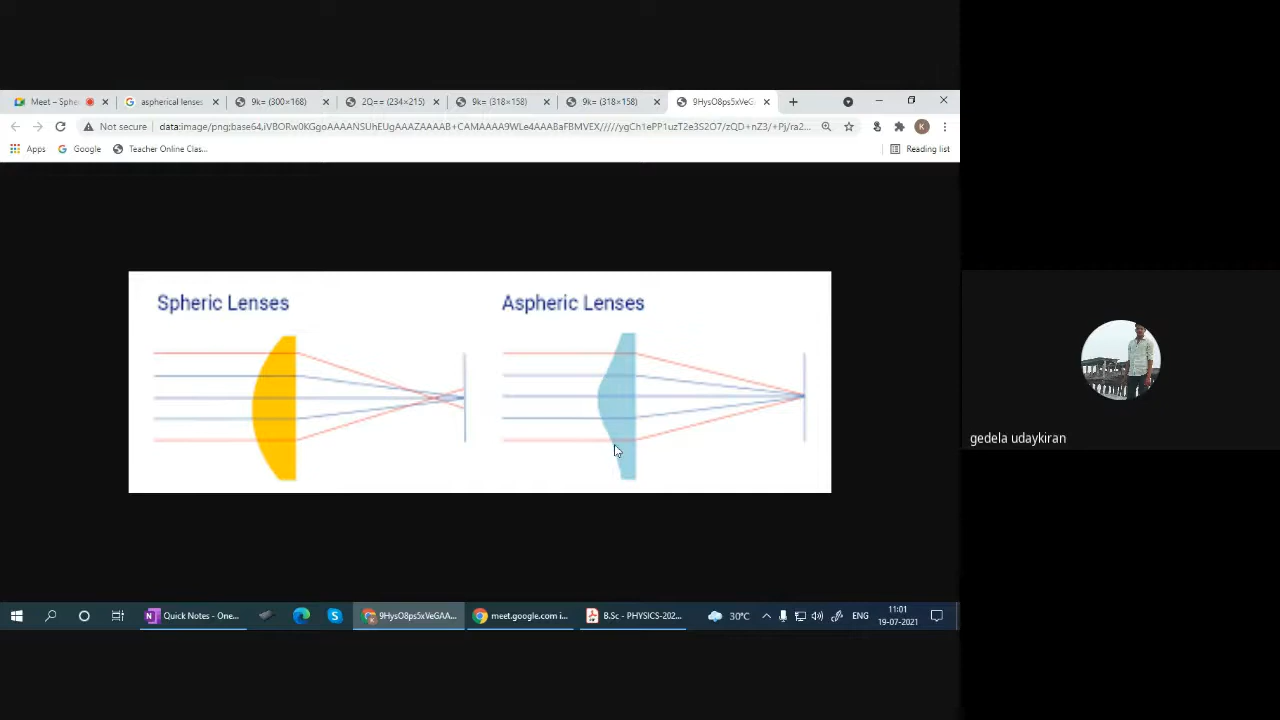 Meet – Sphe
aspherical lenses
9k= (300×168)
2Q== (234×215)
9k= (318×158)
9k= (318×158)
9HysO8ps5xVeG
Not secure
Apps
Google
Teacher Online Clas...
Reading list
K
Spheric Lenses
Aspheric Lenses
gedela udaykiran
Quick Notes - One...
9HysO8ps5xVeGAA...
meet.google.com i...
B.Sc - PHYSICS-202...
30°C
ENG
11:01
19-07-2021